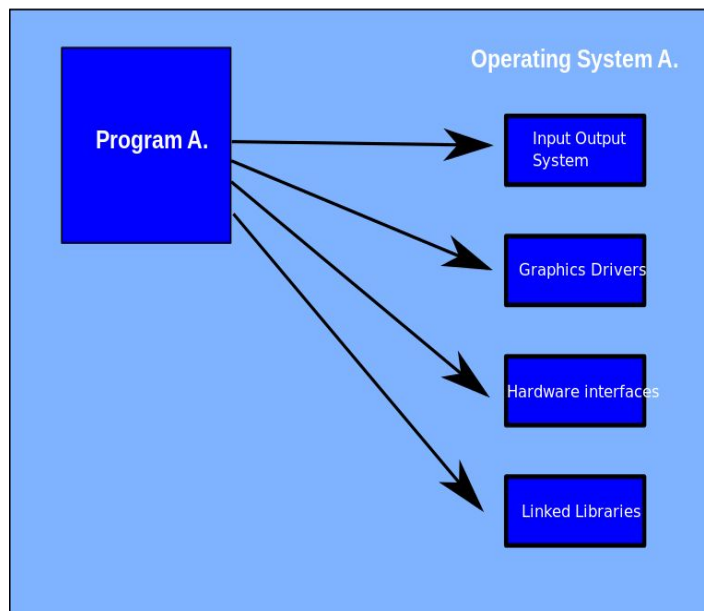 Operating System A.
Program A.
Input Output
System
Graphics Drivers
Hardware interfaces
Linked Libraries